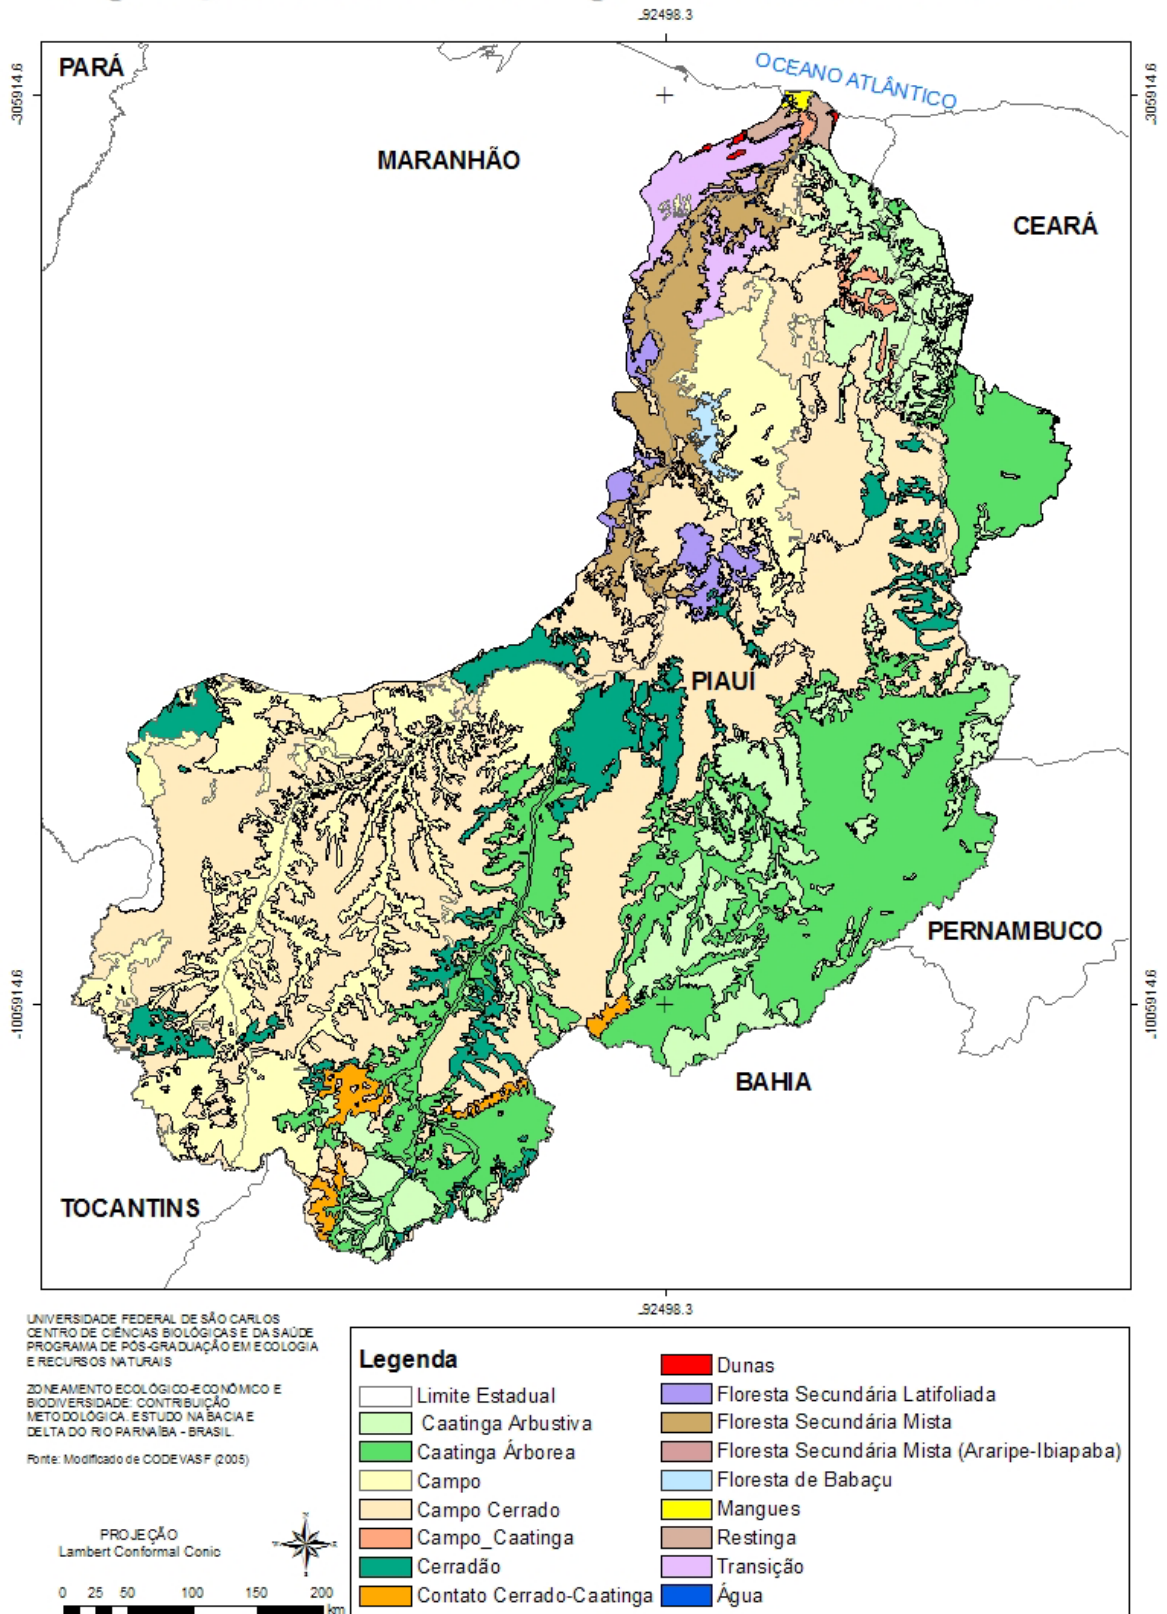 -92498.3
PARÁ
OCEANO ATLÂNTICO
-305914.6
-305914.6
MARANHÃO
CEARÁ
PIAUÍ
PERNAMBUCO
-1005914.6
-1005914.6
BAHIA
TOCANTINS
-92498.3
UNIVERSIDADE FEDERAL DE SÃO CARLOS
CENTRO DE CIÊNCIAS BIOLÓGICAS E DA SAÚDE
PROGRAMA DE PÓS-GRADUAÇÃO EM ECOLOGIA
E RECURSOS NATURAIS
ZONEAMENTO ECOLÓGICO-ECONÔMICO E
BIODIVERSIDADE: CONTRIBUIÇÃO
METODOLÓGICA. ESTUDO NA BACIA E
DELTA DO RIO PARNAÍBA - BRASIL.
Fonte: Modificado de CODEVASF (2005)
PROJEÇÃO
Lambert Conformal Conic
0 25 50 100 150 200
km
Legenda
Limite Estadual
Caatinga Arbustiva
Caatinga Árborea
Campo
Campo Cerrado
Campo_Caatinga
Cerradão
Contato Cerrado-Caatinga
Dunas
Floresta Secundária Latifoliada
Floresta Secundária Mista
Floresta Secundária Mista (Araripe-Ibiapaba)
Floresta de Babaçu
Mangues
Restinga
Transição
Água